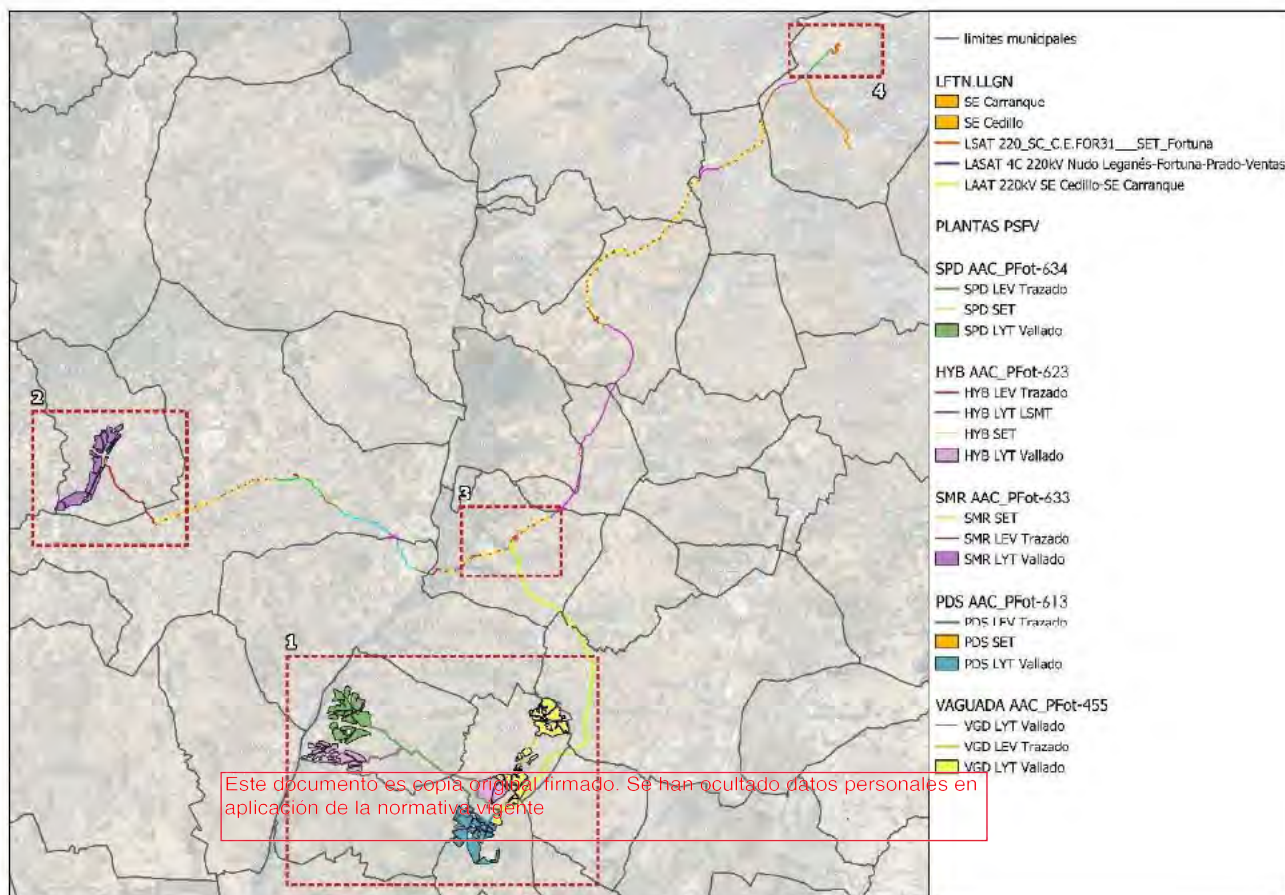 límites municipales
LFTN.LLGN
SE Carranque
SE Cedillo
LSAT 220_SC_C.E.FOR31___SET_Fortuna
LASAT 4C 220kV Nudo Leganés-Fortuna-Prado-Ventas
LAAT 220kV SE Cedillo-SE Carranque
PLANTAS PSFV
SPD AAC_PFot-634
SPD LEV Trazado
SPD SET
SPD LYT Vallado
HYB AAC_PFot-623
HYB LEV Trazado
HYB LYT LSMT
HYB SET
HYB LYT Vallado
SMR AAC_PFot-633
SMR SET
SMR LEV Trazado
SMR LYT Vallado
PDS AAC_PFot-613
PDS LEV Trazado
PDS SET
PDS LYT Vallado
VAGUADA AAC_PFot-455
VGD LYT Vallado
VGD LEV Trazado
VGD LYT Vallado
4
2
3
1
Este documento es copia original firmado. Se han ocultado datos personales en
aplicación de la normativa vigente